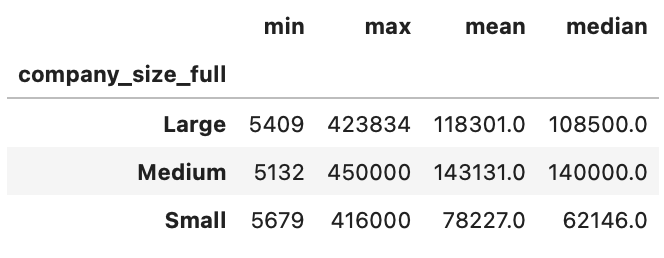 min max mean median
company_size_full
Large 5409 423834 118301.0 108500.0
Medium 5132 450000 143131.0 140000.0
Small 5679 416000 78227.0 62146.0